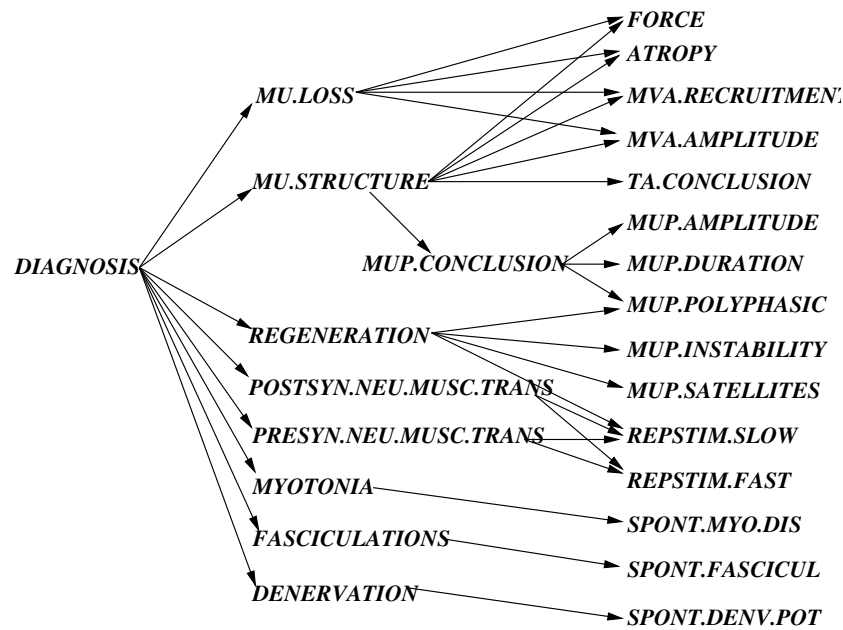 FORCE
ATROPY
MU.LOSS
MVA.RECRUITMENT
MVA.AMPLITUDE
MU.STRUCTURE
TA.CONCLUSION
MUP.AMPLITUDE
DIAGNOSIS
MUP.CONCLUSION
MUP.DURATION
MUP.POLYPHASIC
REGENERATION
MUP.INSTABILITY
POSTSYN.NEU.MUSC.TRANS
MUP.SATELLITES
PRESYN.NEU.MUSC.TRANS
REPSTIM.SLOW
REPSTIM.FAST
MYOTONIA
SPONT.MYO.DIS
FASCICULATIONS
SPONT.FASCICUL
DENERVATION
SPONT.DENV.POT